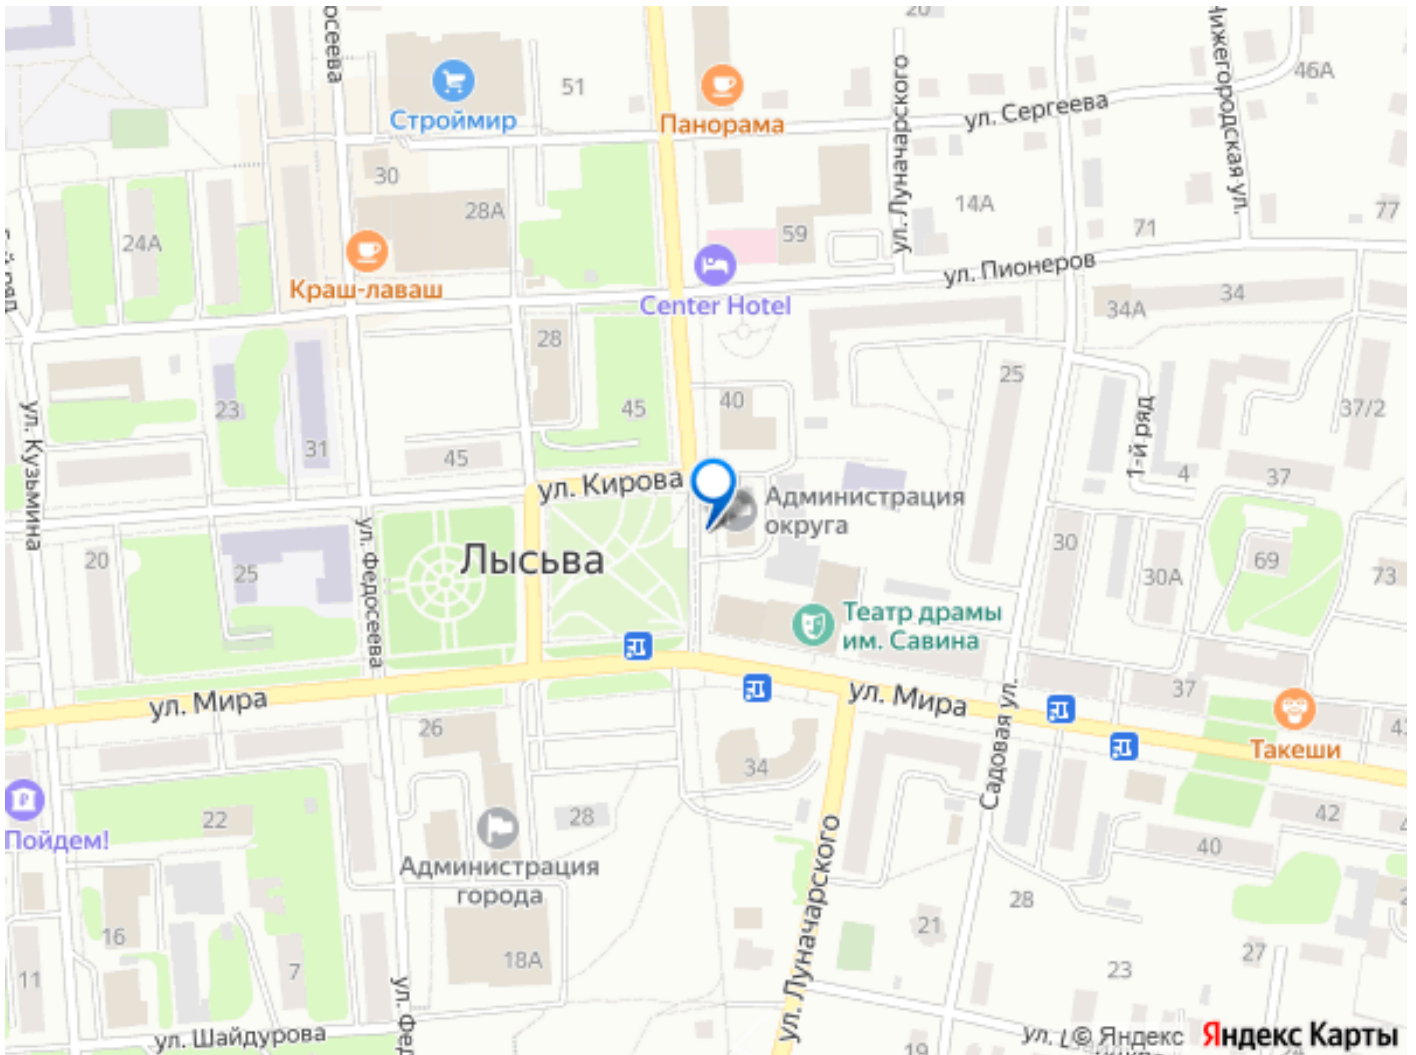 20
46А
51
Строймир
Панорама
ул. Сергеева
ул. Луначарского
30
28А
24А
14А
77
59
71
Краш-лаваш
Center Hotel
ул. Пионеров
34
34А
28
25
23
45
40
37/2
31
45
1-й ряд
4
37
ул. Кузьмина
ул. Кирова
Администрация
округа
20
25
Лысьва
ул. Федосеева
30
30А
69
73
Театр драмы
им. Савина
ул. Мира
ул. Мира
37
Садовая ул.
Такеши
26
34
22
28
42
40
Пойдем!
Администрация
города
ул. Луначарского
28
16
21
27
18А
11
7
23
ул. Шайдурова
ул. Фед
19
© Яндекс
Яндекс Карты